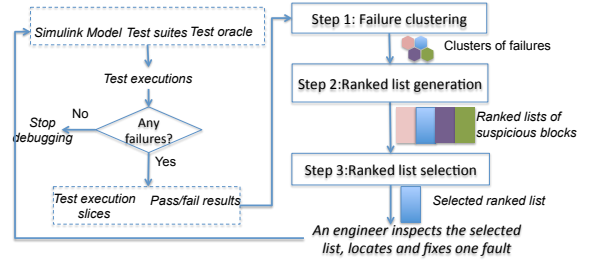 Simulink Model Test suites Test oracle
Test executions
No
Stop
debugging
Any
failures?
Yes
Test execution
slices
Pass/fail results
Step 1: Failure clustering
Clusters of failures
Step 2:Ranked list generation
Ranked lists of
suspicious blocks
Step 3:Ranked list selection
Selected ranked list
An engineer inspects the selected
list, locates and fixes one fault